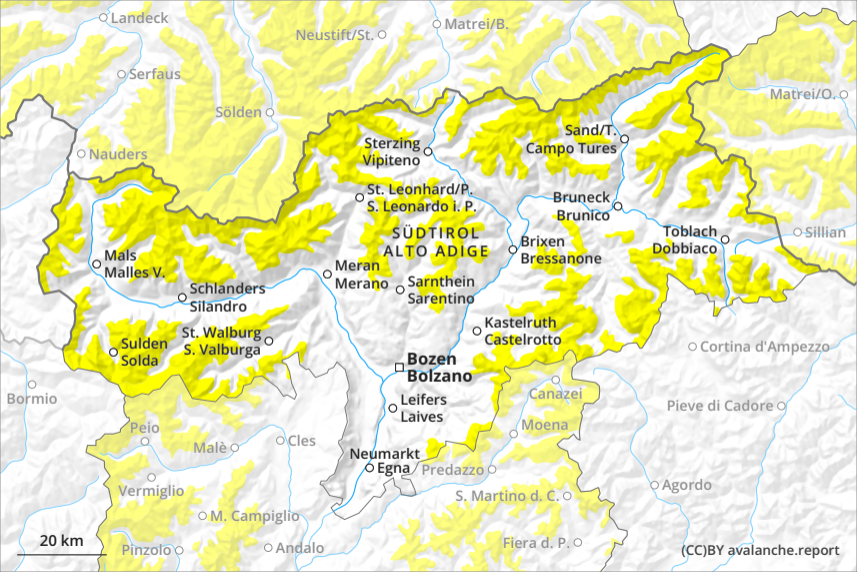 Landeck
Matrei/B.
Neustift/St.
Serfaus
Matrei/O.
Sölden
Sand/T.
Campo Tures
Sterzing
Vipiteno
Nauders
St. Leonhard/P.
S. Leonardo i. P.
Bruneck
Brunico
SÜDTIROL
ALTO ADIGE
Toblach
Dobbiaco
Sillian
Brixen
Bressanone
Mals
Malles V.
Meran
Merano
Sarnthein
Sarentino
Schlanders
Silandro
Kastelruth
Castelrotto
St. Walburg
S. Valburga
Sulden
Solda
Cortina d'Ampezzo
Bozen
Bolzano
Bormio
Canazei
Leifers
Laives
Pieve di Cadore
Peio
Moena
Cles
Malè
Neumarkt
Egna
Predazzo
Vermiglio
Agordo
S. Martino d. C.
M. Campiglio
20 km
Pinzolo
Andalo
Fiera d. P.
(CC)BY avalanche.report